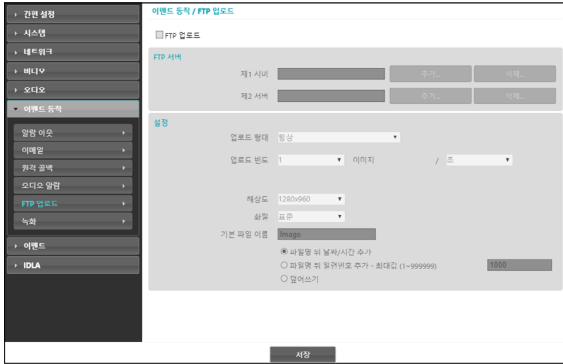 간편 설정
시스템
네트워크
비디오
오디오
이벤트 동작
알람 아웃
이메일
원격 콜백
오디오 알람
FTP 업로드
녹화
이벤트
IDLA
이벤트 동작 / FTP 업로드
FTP 업로드
FTP 서버
제1 서버
추가...
삭제...
제2 서버
추가...
삭제...
설정
업로드 형태
항상
업로드 빈도
1
이미지
/
초
해상도
1280x960
화질
표준
기본 파일 이름
Image
파일명 뒤 날짜/시간 추가
파일명 뒤 일련번호 추가 - 최대값 (1~999999)
1000
덮어쓰기
저장